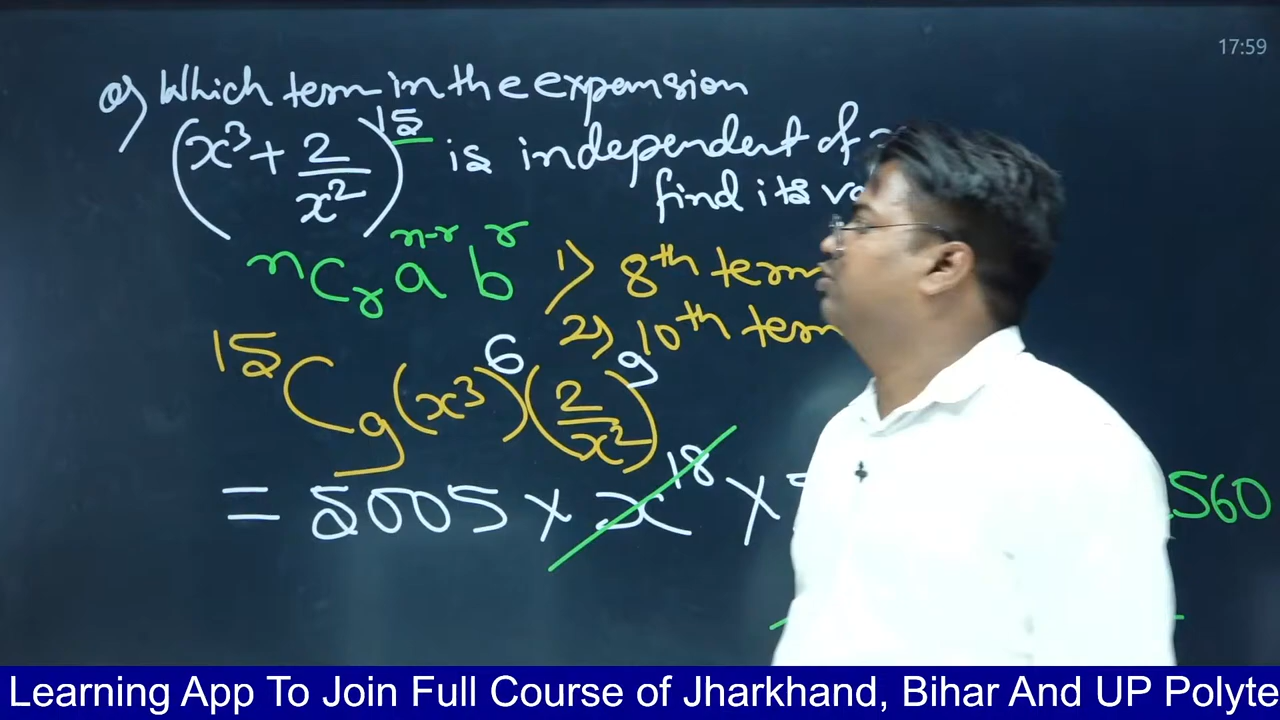 17:59
Q) Which term in the expansion
(x³ + 2/x²)¹⁵ is independent of
find its
ⁿCᵣ aⁿ⁻ʳ bʳ
1) 8th term
2) 10th term
¹⁵C₉ (x³)⁶ (2/x²)⁹
= 5005 × x¹⁸ ×
560
Learning App To Join Full Course of Jharkhand, Bihar And UP Polyte